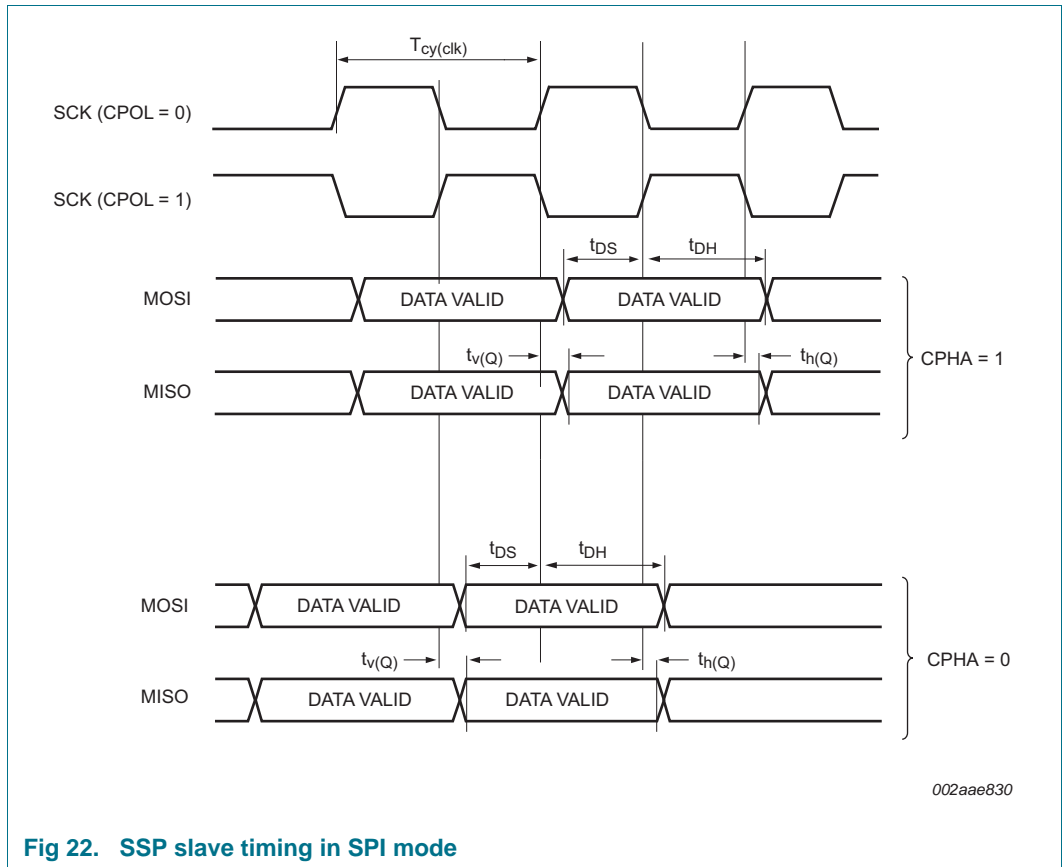 Tcy(clk)
SCK (CPOL = 0)
SCK (CPOL = 1)
tDS tDH
MOSI DATA VALID DATA VALID
tv(Q) th(Q)
CPHA = 1
MISO DATA VALID DATA VALID
tDS tDH
MOSI DATA VALID DATA VALID
tv(Q) th(Q)
CPHA = 0
MISO DATA VALID DATA VALID
002aae830
Fig 22. SSP slave timing in SPI mode